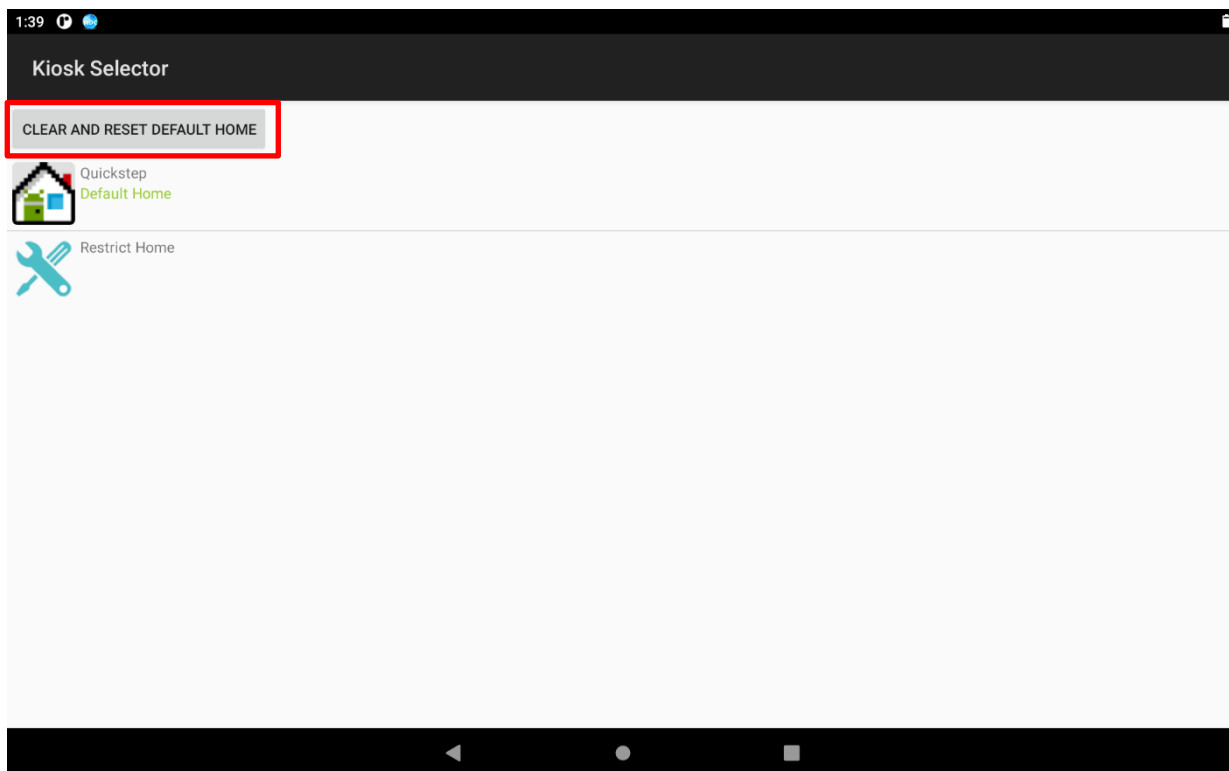 1:39
Kiosk Selector
CLEAR AND RESET DEFAULT HOME
Quickstep
Default Home
Restrict Home